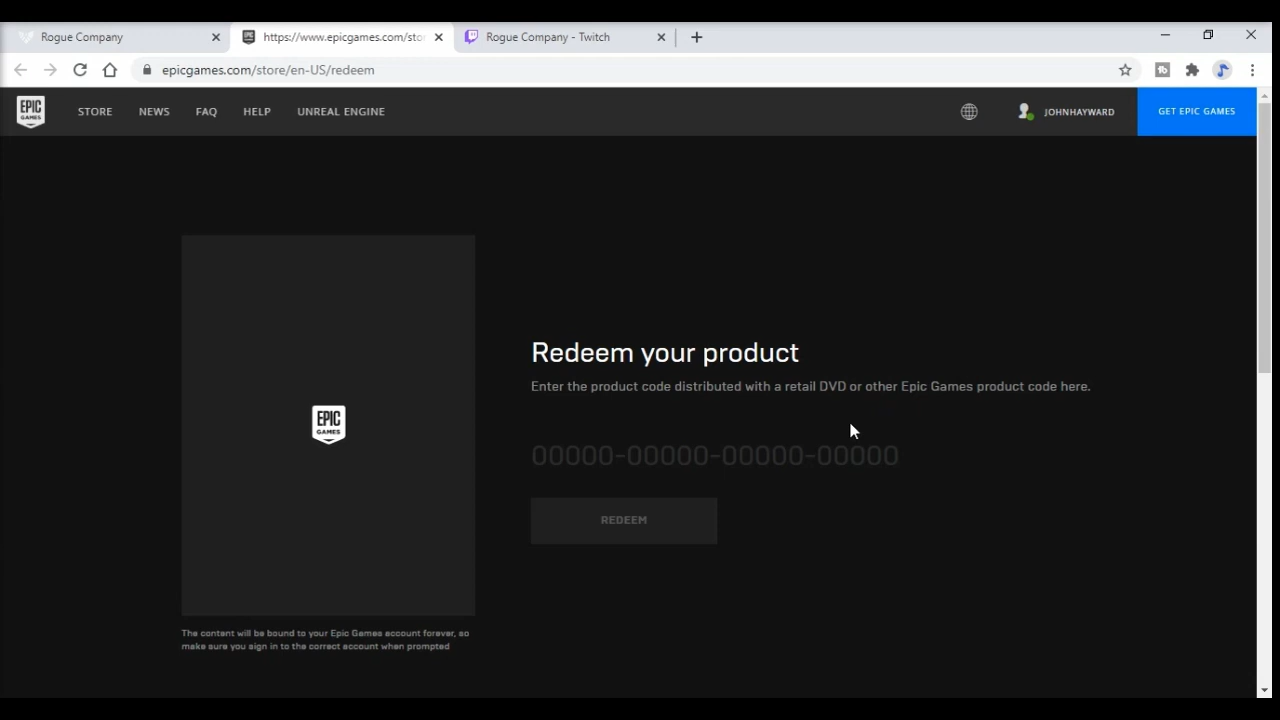 Rogue Company
https://www.epicgames.com/sto
Rogue Company - Twitch
epicgames.com/store/en-US/redeem
EPIC
GAMES
STORE
NEWS
FAQ
HELP
UNREAL ENGINE
JOHNHAYWARD
GET EPIC GAMES
EPIC
GAMES
Redeem your product
Enter the product code distributed with a retail DVD or other Epic Games product code here.
00000-00000-00000-00000
REDEEM
The content will be bound to your Epic Games account forever, so
make sure you sign in to the correct account when prompted